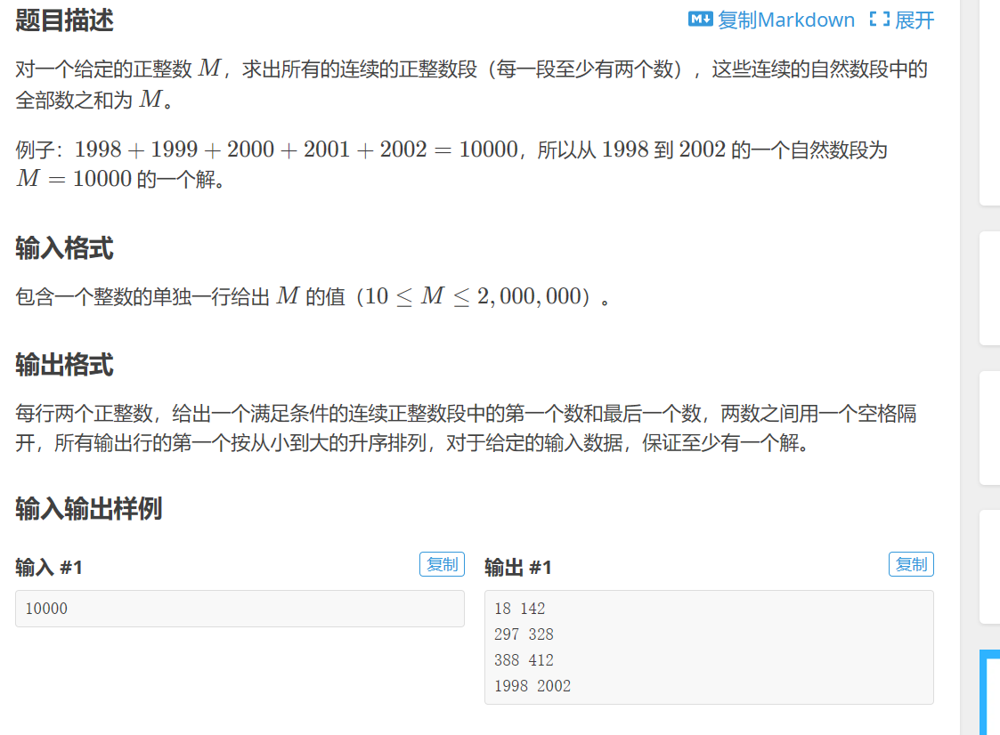 题目描述
复制Markdown 展开
对一个给定的正整数 M，求出所有的连续的正整数段（每一段至少有两个数），这些连续的自然数段中的
全部数之和为 M。
例子：1998 + 1999 + 2000 + 2001 + 2002 = 10000，所以从 1998 到 2002 的一个自然数段为
M = 10000 的一个解。
输入格式
包含一个整数的单独一行给出 M 的值（10 ≤ M ≤ 2,000,000）。
输出格式
每行两个正整数，给出一个满足条件的连续正整数段中的第一个数和最后一个数，两数之间用一个空格隔
开，所有输出行的第一个按从小到大的升序排列，对于给定的输入数据，保证至少有一个解。
输入输出样例
输入 #1
复制
10000
输出 #1
复制
18 142
297 328
388 412
1998 2002